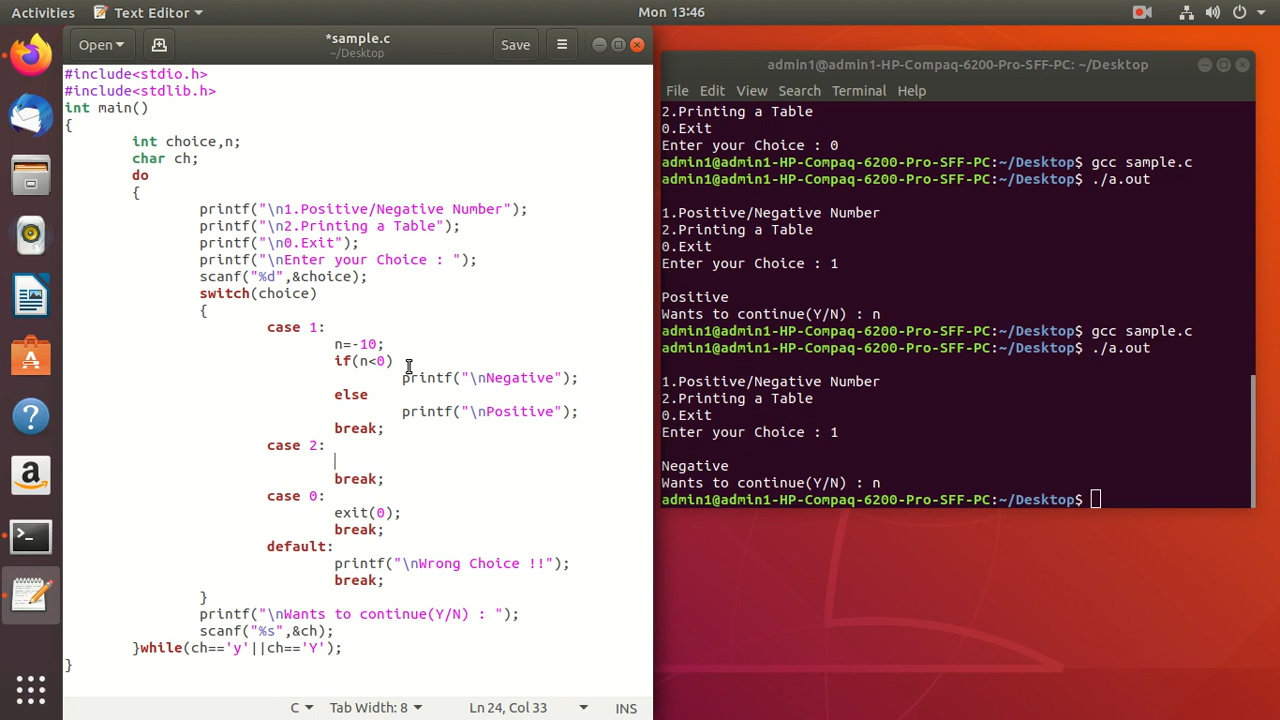 Activities Text Editor Mon 13:46
Open *sample.c Save
~/Desktop
#include<stdio.h>
#include<stdlib.h>
int main()
{
int choice,n;
char ch;
do
{
printf("\n1.Positive/Negative Number");
printf("\n2.Printing a Table");
printf("\n0.Exit");
printf("\nEnter your Choice : ");
scanf("%d",&choice);
switch(choice)
{
case 1:
n=-10;
if(n<0)
printf("\nNegative");
else
printf("\nPositive");
break;
case 2:
break;
case 0:
exit(0);
break;
default:
printf("\nWrong Choice !!");
break;
}
printf("\nWants to continue(Y/N) : ");
scanf("%s",&ch);
}while(ch=='y'||ch=='Y');
}
C Tab Width: 8 Ln 24, Col 33 INS
admin1@admin1-HP-Compaq-6200-Pro-SFF-PC: ~/Desktop
File Edit View Search Terminal Help
2.Printing a Table
0.Exit
Enter your Choice : 0
admin1@admin1-HP-Compaq-6200-Pro-SFF-PC:~/Desktop$ gcc sample.c
admin1@admin1-HP-Compaq-6200-Pro-SFF-PC:~/Desktop$ ./a.out
1.Positive/Negative Number
2.Printing a Table
0.Exit
Enter your Choice : 1
Positive
Wants to continue(Y/N) : n
admin1@admin1-HP-Compaq-6200-Pro-SFF-PC:~/Desktop$ gcc sample.c
admin1@admin1-HP-Compaq-6200-Pro-SFF-PC:~/Desktop$ ./a.out
1.Positive/Negative Number
2.Printing a Table
0.Exit
Enter your Choice : 1
Negative
Wants to continue(Y/N) : n
admin1@admin1-HP-Compaq-6200-Pro-SFF-PC:~/Desktop$